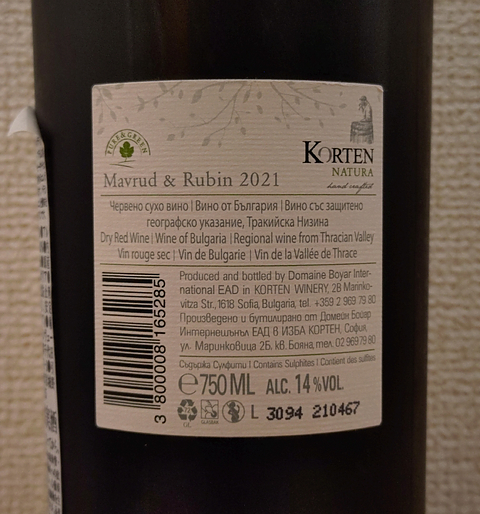 PURE & GREEN
KORTEN
NATURA
hand crafted
Mavrud & Rubin 2021
Червено сухо вино | Вино от България | Вино със защитено
географско указание, Тракийска Низина
Dry Red Wine | Wine of Bulgaria | Regional wine from Thracian Valley
Vin rouge sec | Vin de Bulgarie | Vin de la Vallée de Thrace
Produced and bottled by Domaine Boyar Inter-
national EAD in KORTEN WINERY, 28 Marinko-
vitza Str., 1618 Sofia, Bulgaria, tel. +359 2 969 79 80
Произведено и бутилирано от Домейн Бойар
Интернешънъл ЕАД в ИЗБА КОРТЕН, София,
ул. Маринковица 2Б, кв. Бояна, тел. 02 969 79 80
Съдържа Сулфити | Contains Sulphites | Contient des sulfites
℮ 750 ML ALC. 14 %VOL.
L 3094 210467
3 800008 165285